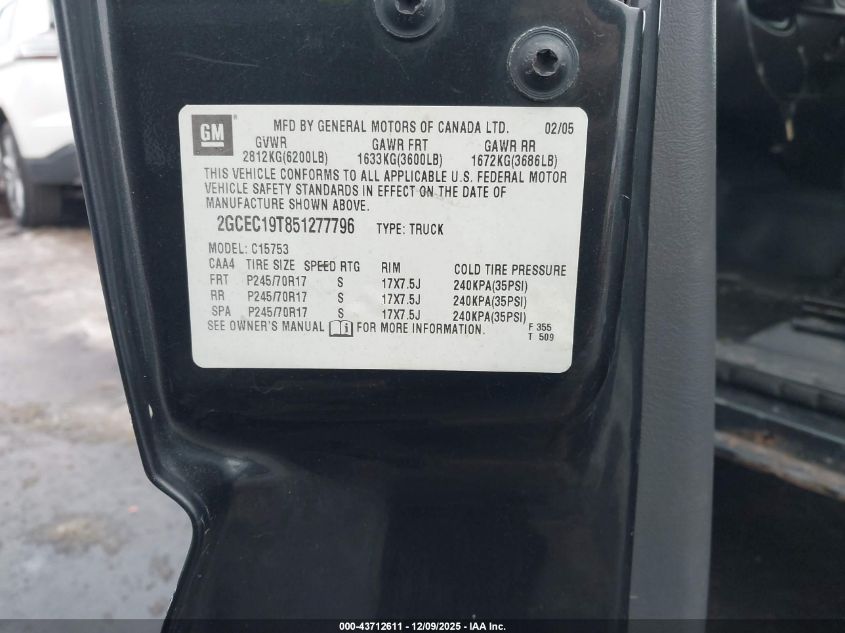 GM
MFD BY GENERAL MOTORS OF CANADA LTD. 02/05
GVWR GAWR FRT GAWR RR
2812KG(6200LB) 1633KG(3600LB) 1672KG(3686LB)
THIS VEHICLE CONFORMS TO ALL APPLICABLE U.S. FEDERAL MOTOR
VEHICLE SAFETY STANDARDS IN EFFECT ON THE DATE OF
MANUFACTURE SHOWN ABOVE.
2GCEC19T851277796 TYPE: TRUCK
MODEL: C15753
CAA4 TIRE SIZE SPEED RTG RIM COLD TIRE PRESSURE
FRT P245/70R17 S 17X7.5J 240KPA(35PSI)
RR P245/70R17 S 17X7.5J 240KPA(35PSI)
SPA P245/70R17 S 17X7.5J 240KPA(35PSI)
SEE OWNER'S MANUAL FOR MORE INFORMATION.
F 355
T 509
000-43712611 - 12/09/2025 - IAA Inc.